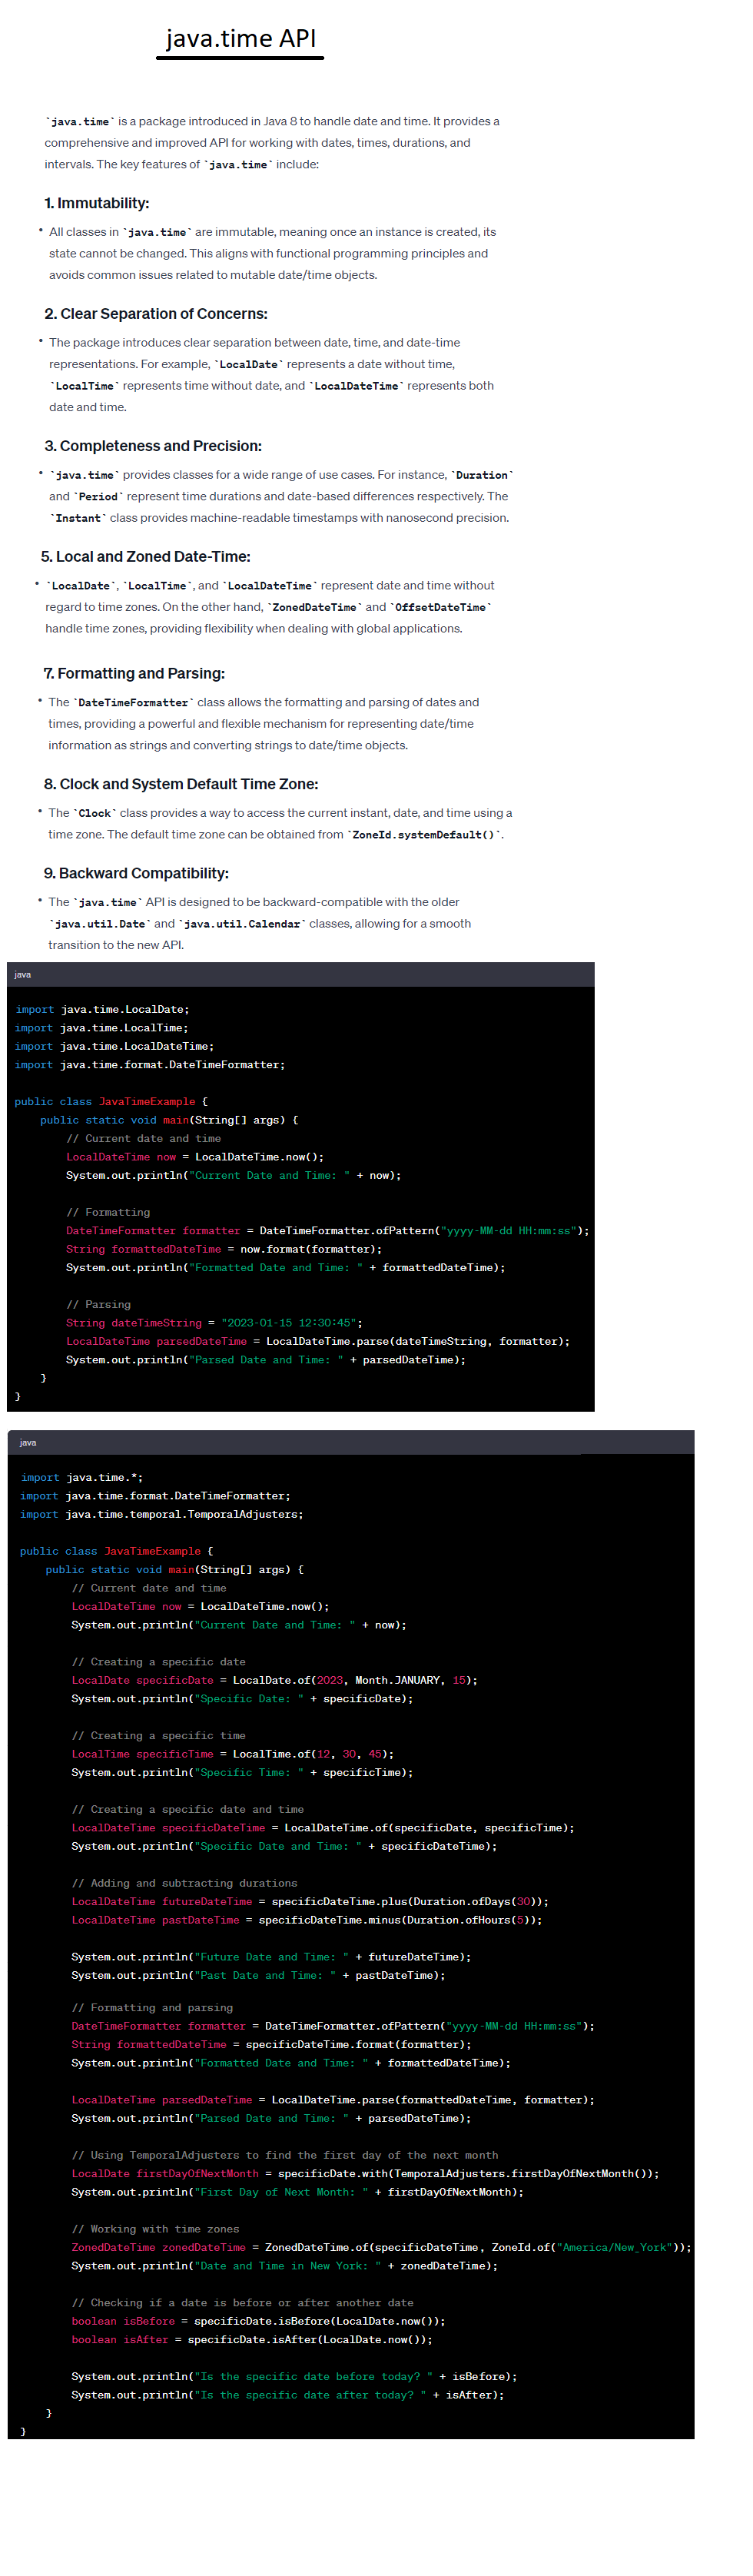 java.time API
`java.time` is a package introduced in Java 8 to handle date and time. It provides a
comprehensive and improved API for working with dates, times, durations, and
intervals. The key features of `java.time` include:
1. Immutability:
• All classes in `java.time` are immutable, meaning once an instance is created, its
state cannot be changed. This aligns with functional programming principles and
avoids common issues related to mutable date/time objects.
2. Clear Separation of Concerns:
• The package introduces clear separation between date, time, and date-time
representations. For example, `LocalDate` represents a date without time,
`LocalTime` represents time without date, and `LocalDateTime` represents both
date and time.
3. Completeness and Precision:
• `java.time` provides classes for a wide range of use cases. For instance, `Duration`
and `Period` represent time durations and date-based differences respectively. The
`Instant` class provides machine-readable timestamps with nanosecond precision.
5. Local and Zoned Date-Time:
• `LocalDate`, `LocalTime`, and `LocalDateTime` represent date and time without
regard to time zones. On the other hand, `ZonedDateTime` and `OffsetDateTime`
handle time zones, providing flexibility when dealing with global applications.
7. Formatting and Parsing:
• The `DateTimeFormatter` class allows the formatting and parsing of dates and
times, providing a powerful and flexible mechanism for representing date/time
information as strings and converting strings to date/time objects.
8. Clock and System Default Time Zone:
• The `Clock` class provides a way to access the current instant, date, and time using a
time zone. The default time zone can be obtained from `ZoneId.systemDefault()`.
9. Backward Compatibility:
• The `java.time` API is designed to be backward-compatible with the older
`java.util.Date` and `java.util.Calendar` classes, allowing for a smooth
transition to the new API.
java
import java.time.LocalDate;
import java.time.LocalTime;
import java.time.LocalDateTime;
import java.time.format.DateTimeFormatter;
public class JavaTimeExample {
public static void main(String[] args) {
// Current date and time
LocalDateTime now = LocalDateTime.now();
System.out.println("Current Date and Time: " + now);
// Formatting
DateTimeFormatter formatter = DateTimeFormatter.ofPattern("yyyy-MM-dd HH:mm:ss");
String formattedDateTime = now.format(formatter);
System.out.println("Formatted Date and Time: " + formattedDateTime);
// Parsing
String dateTimeString = "2023-01-15 12:30:45";
LocalDateTime parsedDateTime = LocalDateTime.parse(dateTimeString, formatter);
System.out.println("Parsed Date and Time: " + parsedDateTime);
}
}
java
import java.time.*;
import java.time.format.DateTimeFormatter;
import java.time.temporal.TemporalAdjusters;
public class JavaTimeExample {
public static void main(String[] args) {
// Current date and time
LocalDateTime now = LocalDateTime.now();
System.out.println("Current Date and Time: " + now);
// Creating a specific date
LocalDate specificDate = LocalDate.of(2023, Month.JANUARY, 15);
System.out.println("Specific Date: " + specificDate);
// Creating a specific time
LocalTime specificTime = LocalTime.of(12, 30, 45);
System.out.println("Specific Time: " + specificTime);
// Creating a specific date and time
LocalDateTime specificDateTime = LocalDateTime.of(specificDate, specificTime);
System.out.println("Specific Date and Time: " + specificDateTime);
// Adding and subtracting durations
LocalDateTime futureDateTime = specificDateTime.plus(Duration.ofDays(30));
LocalDateTime pastDateTime = specificDateTime.minus(Duration.ofHours(5));
System.out.println("Future Date and Time: " + futureDateTime);
System.out.println("Past Date and Time: " + pastDateTime);
// Formatting and parsing
DateTimeFormatter formatter = DateTimeFormatter.ofPattern("yyyy-MM-dd HH:mm:ss");
String formattedDateTime = specificDateTime.format(formatter);
System.out.println("Formatted Date and Time: " + formattedDateTime);
LocalDateTime parsedDateTime = LocalDateTime.parse(formattedDateTime, formatter);
System.out.println("Parsed Date and Time: " + parsedDateTime);
// Using TemporalAdjusters to find the first day of the next month
LocalDate firstDayOfNextMonth = specificDate.with(TemporalAdjusters.firstDayOfNextMonth());
System.out.println("First Day of Next Month: " + firstDayOfNextMonth);
// Working with time zones
ZonedDateTime zonedDateTime = ZonedDateTime.of(specificDateTime, ZoneId.of("America/New_York"));
System.out.println("Date and Time in New York: " + zonedDateTime);
// Checking if a date is before or after another date
boolean isBefore = specificDate.isBefore(LocalDate.now());
boolean isAfter = specificDate.isAfter(LocalDate.now());
System.out.println("Is the specific date before today? " + isBefore);
System.out.println("Is the specific date after today? " + isAfter);
}
}